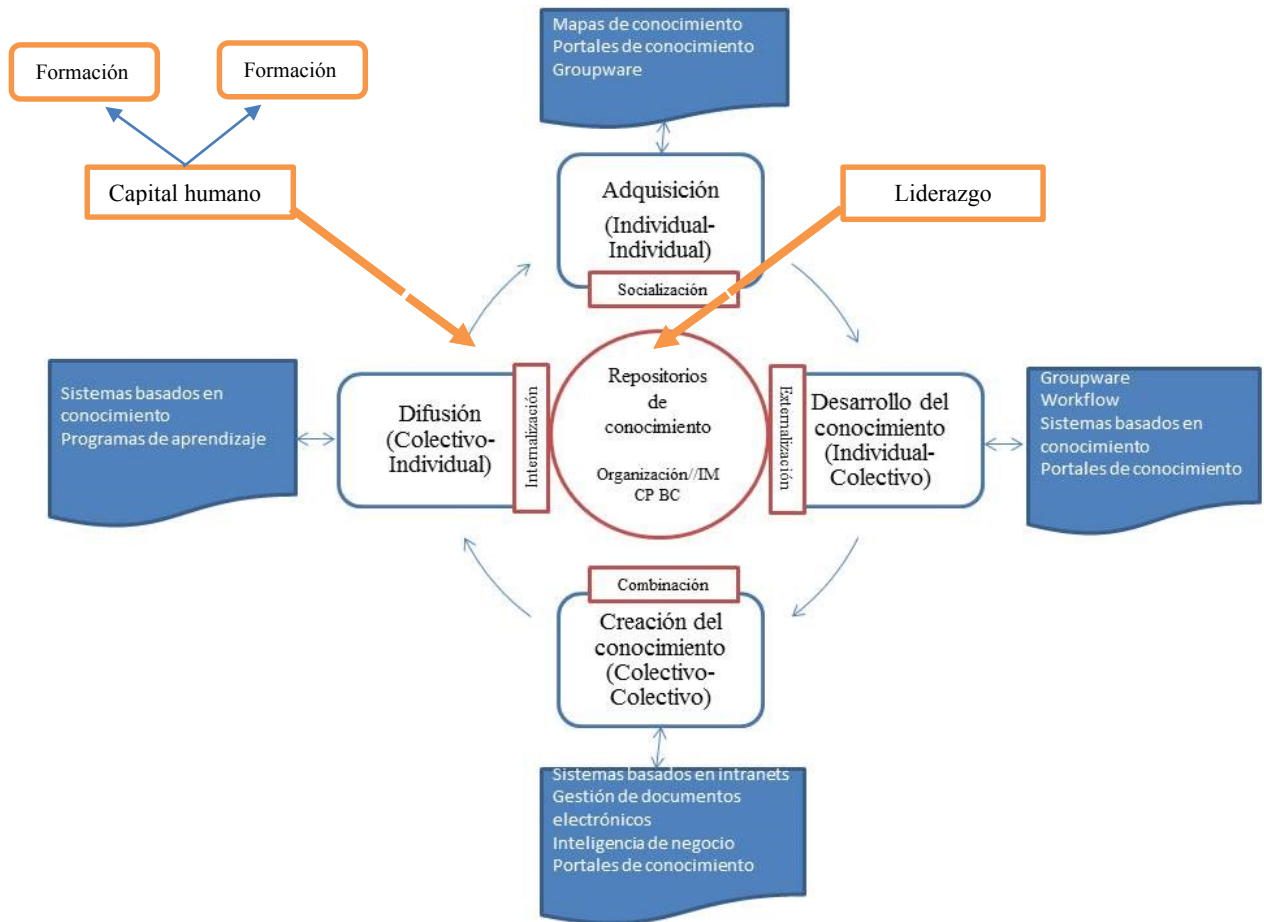 Mapas de conocimiento
Portales de conocimiento
Groupware
Formación
Formación
Capital humano
Liderazgo
Adquisición
(Individual-
Individual)
Socialización
Sistemas basados en
conocimiento
Programas de aprendizaje
Difusión
(Colectivo-
Individual)
Internalización
Repositorios
de
conocimiento
Organización//IM
CP BC
Externalización
Desarrollo del
conocimiento
(Individual-
Colectivo)
Groupware
Workflow
Sistemas basados en
conocimiento
Portales de conocimiento
Combinación
Creación del
conocimiento
(Colectivo-
Colectivo)
Sistemas basados en intranets
Gestión de documentos
electrónicos
Inteligencia de negocio
Portales de conocimiento